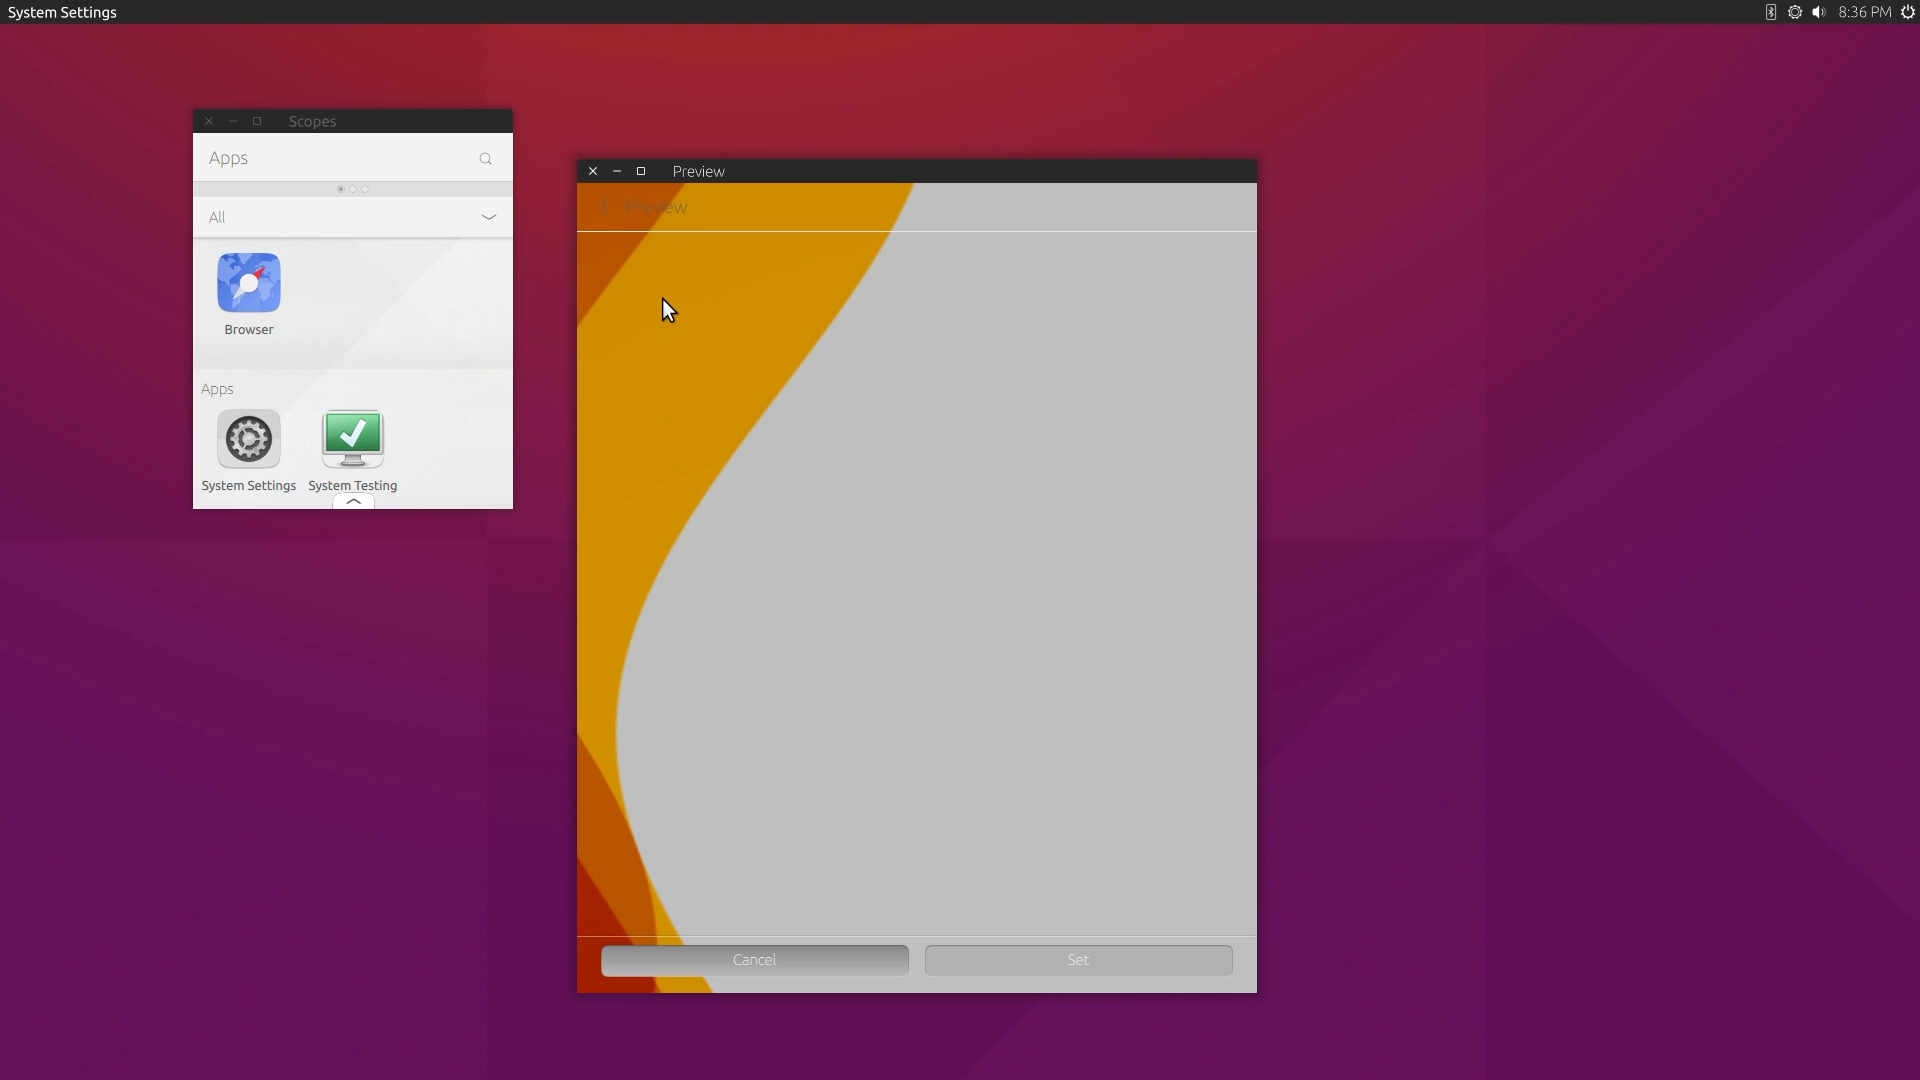 System Settings
8:36 PM
Scopes
Apps
All
Browser
Apps
System Settings
System Testing
Preview
Preview
Cancel
Set